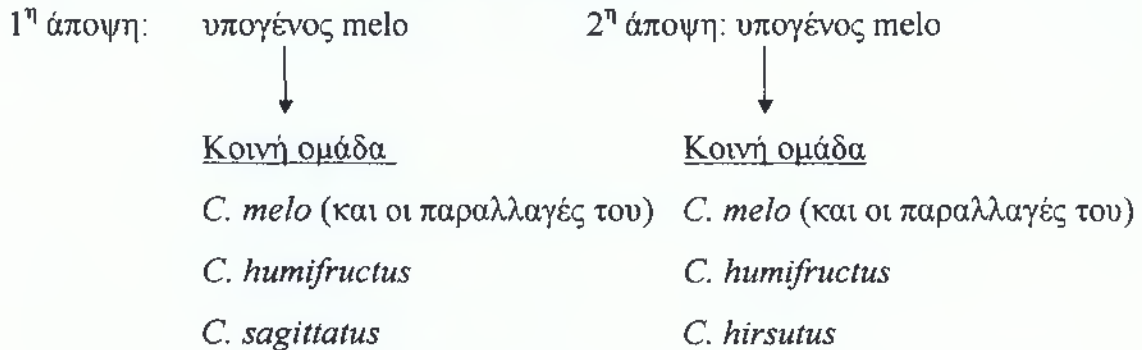 1η άποψη: υπογένος melo 2η άποψη: υπογένος melo
Κοινή ομάδα Κοινή ομάδα
C. melo (και οι παραλλαγές του) C. melo (και οι παραλλαγές του)
C. humifructus C. humifructus
C. sagittatus C. hirsutus